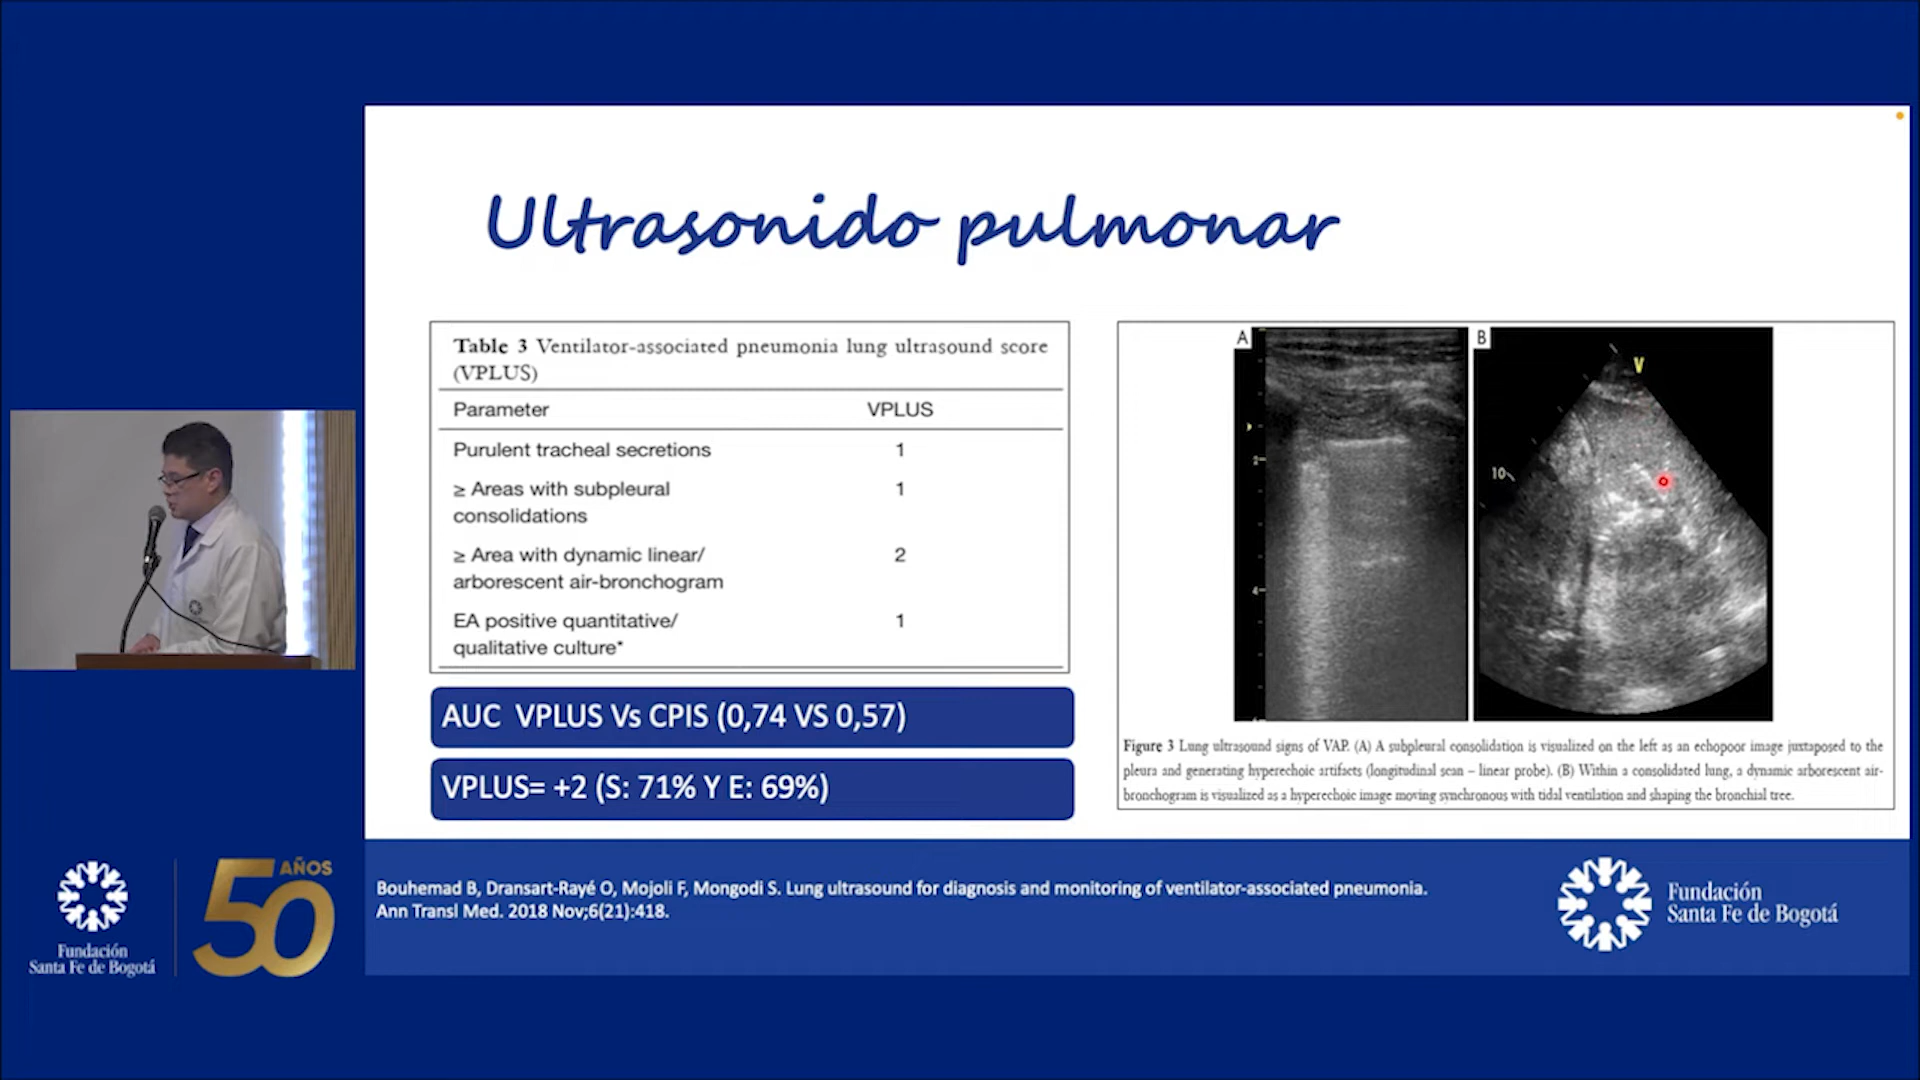 Ultrasonido pulmonar
Table 3 Ventilator-associated pneumonia lung ultrasound score
(VPLUS)
Parameter VPLUS
Purulent tracheal secretions 1
≥ Areas with subpleural 1
consolidations
≥ Area with dynamic linear/ 2
arborescent air-bronchogram
EA positive quantitative/ 1
qualitative culture*
AUC VPLUS Vs CPIS (0,74 VS 0,57)
VPLUS= +2 (S: 71% Y E: 69%)
A
2
4
B
V
10
Figure 3 Lung ultrasound signs of VAP. (A) A subpleural consolidation is visualized on the left as an echopoor image juxtaposed to the
pleura and generating hyperechoic artifacts (longitudinal scan – linear probe). (B) Within a consolidated lung, a dynamic arborescent air-
bronchogram is visualized as a hyperechoic image moving synchronous with tidal ventilation and shaping the bronchial tree.
Bouhemad B, Dransart-Rayé O, Mojoli F, Mongodi S. Lung ultrasound for diagnosis and monitoring of ventilator-associated pneumonia.
Ann Transl Med. 2018 Nov;6(21):418.
Fundación
Santa Fe de Bogotá
50 AÑOS
Fundación
Santa Fe de Bogotá